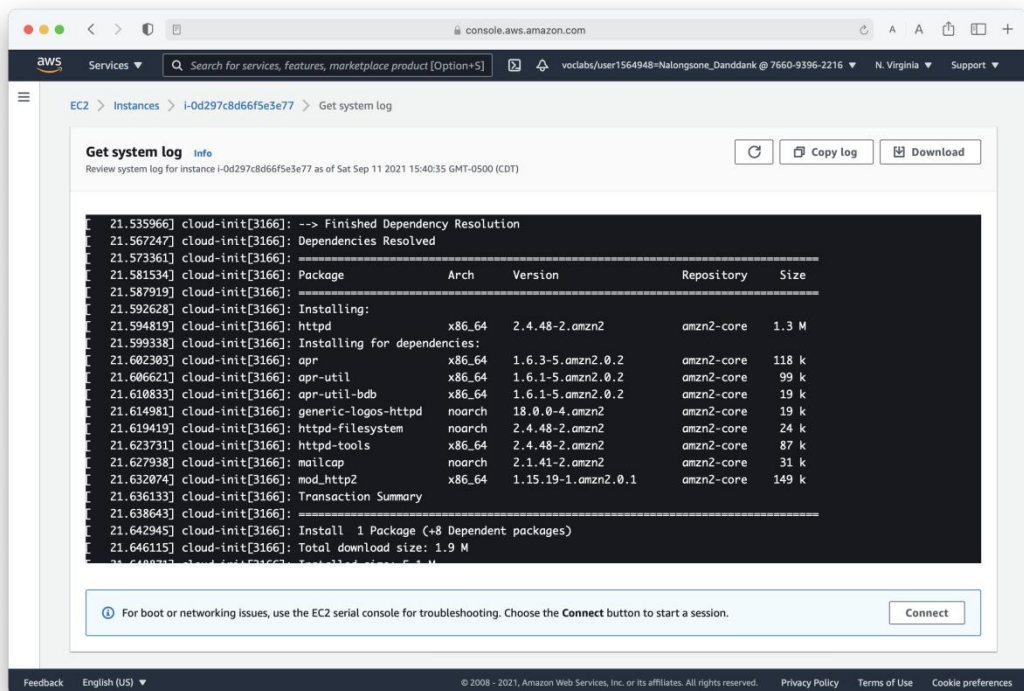 console.aws.amazon.com
A A
aws Services Search for services, features, marketplace product [Option+S] voclabs/user1564948=Nalongsone_Danddank @ 7660-9396-2216 N. Virginia Support
EC2 > Instances > i-0d297c8d66f5e3e77 > Get system log
Get system log Info
Copy log Download
Review system log for instance i-0d297c8d66f5e3e77 as of Sat Sep 11 2021 15:40:35 GMT-0500 (CDT)
[ 21.535966] cloud-init[3166]: --> Finished Dependency Resolution
[ 21.567247] cloud-init[3166]: Dependencies Resolved
[ 21.573361] cloud-init[3166]: ================================================================================
[ 21.581534] cloud-init[3166]: Package Arch Version Repository Size
[ 21.587919] cloud-init[3166]: ================================================================================
[ 21.592628] cloud-init[3166]: Installing:
[ 21.594819] cloud-init[3166]: httpd x86_64 2.4.48-2.amzn2 amzn2-core 1.3 M
[ 21.599338] cloud-init[3166]: Installing for dependencies:
[ 21.602303] cloud-init[3166]: apr x86_64 1.6.3-5.amzn2.0.2 amzn2-core 118 k
[ 21.606621] cloud-init[3166]: apr-util x86_64 1.6.1-5.amzn2.0.2 amzn2-core 99 k
[ 21.610833] cloud-init[3166]: apr-util-bdb x86_64 1.6.1-5.amzn2.0.2 amzn2-core 19 k
[ 21.614981] cloud-init[3166]: generic-logos-httpd noarch 18.0.0-4.amzn2 amzn2-core 19 k
[ 21.619419] cloud-init[3166]: httpd-filesystem noarch 2.4.48-2.amzn2 amzn2-core 24 k
[ 21.623731] cloud-init[3166]: httpd-tools x86_64 2.4.48-2.amzn2 amzn2-core 87 k
[ 21.627938] cloud-init[3166]: mailcap noarch 2.1.41-2.amzn2 amzn2-core 31 k
[ 21.632074] cloud-init[3166]: mod_http2 x86_64 1.15.19-1.amzn2.0.1 amzn2-core 149 k
[ 21.636133] cloud-init[3166]: Transaction Summary
[ 21.638643] cloud-init[3166]: ================================================================================
[ 21.642945] cloud-init[3166]: Install 1 Package (+8 Dependent packages)
[ 21.646115] cloud-init[3166]: Total download size: 1.9 M
For boot or networking issues, use the EC2 serial console for troubleshooting. Choose the Connect button to start a session. Connect
Feedback English (US) © 2008 - 2021, Amazon Web Services, Inc. or its affiliates. All rights reserved. Privacy Policy Terms of Use Cookie preferences